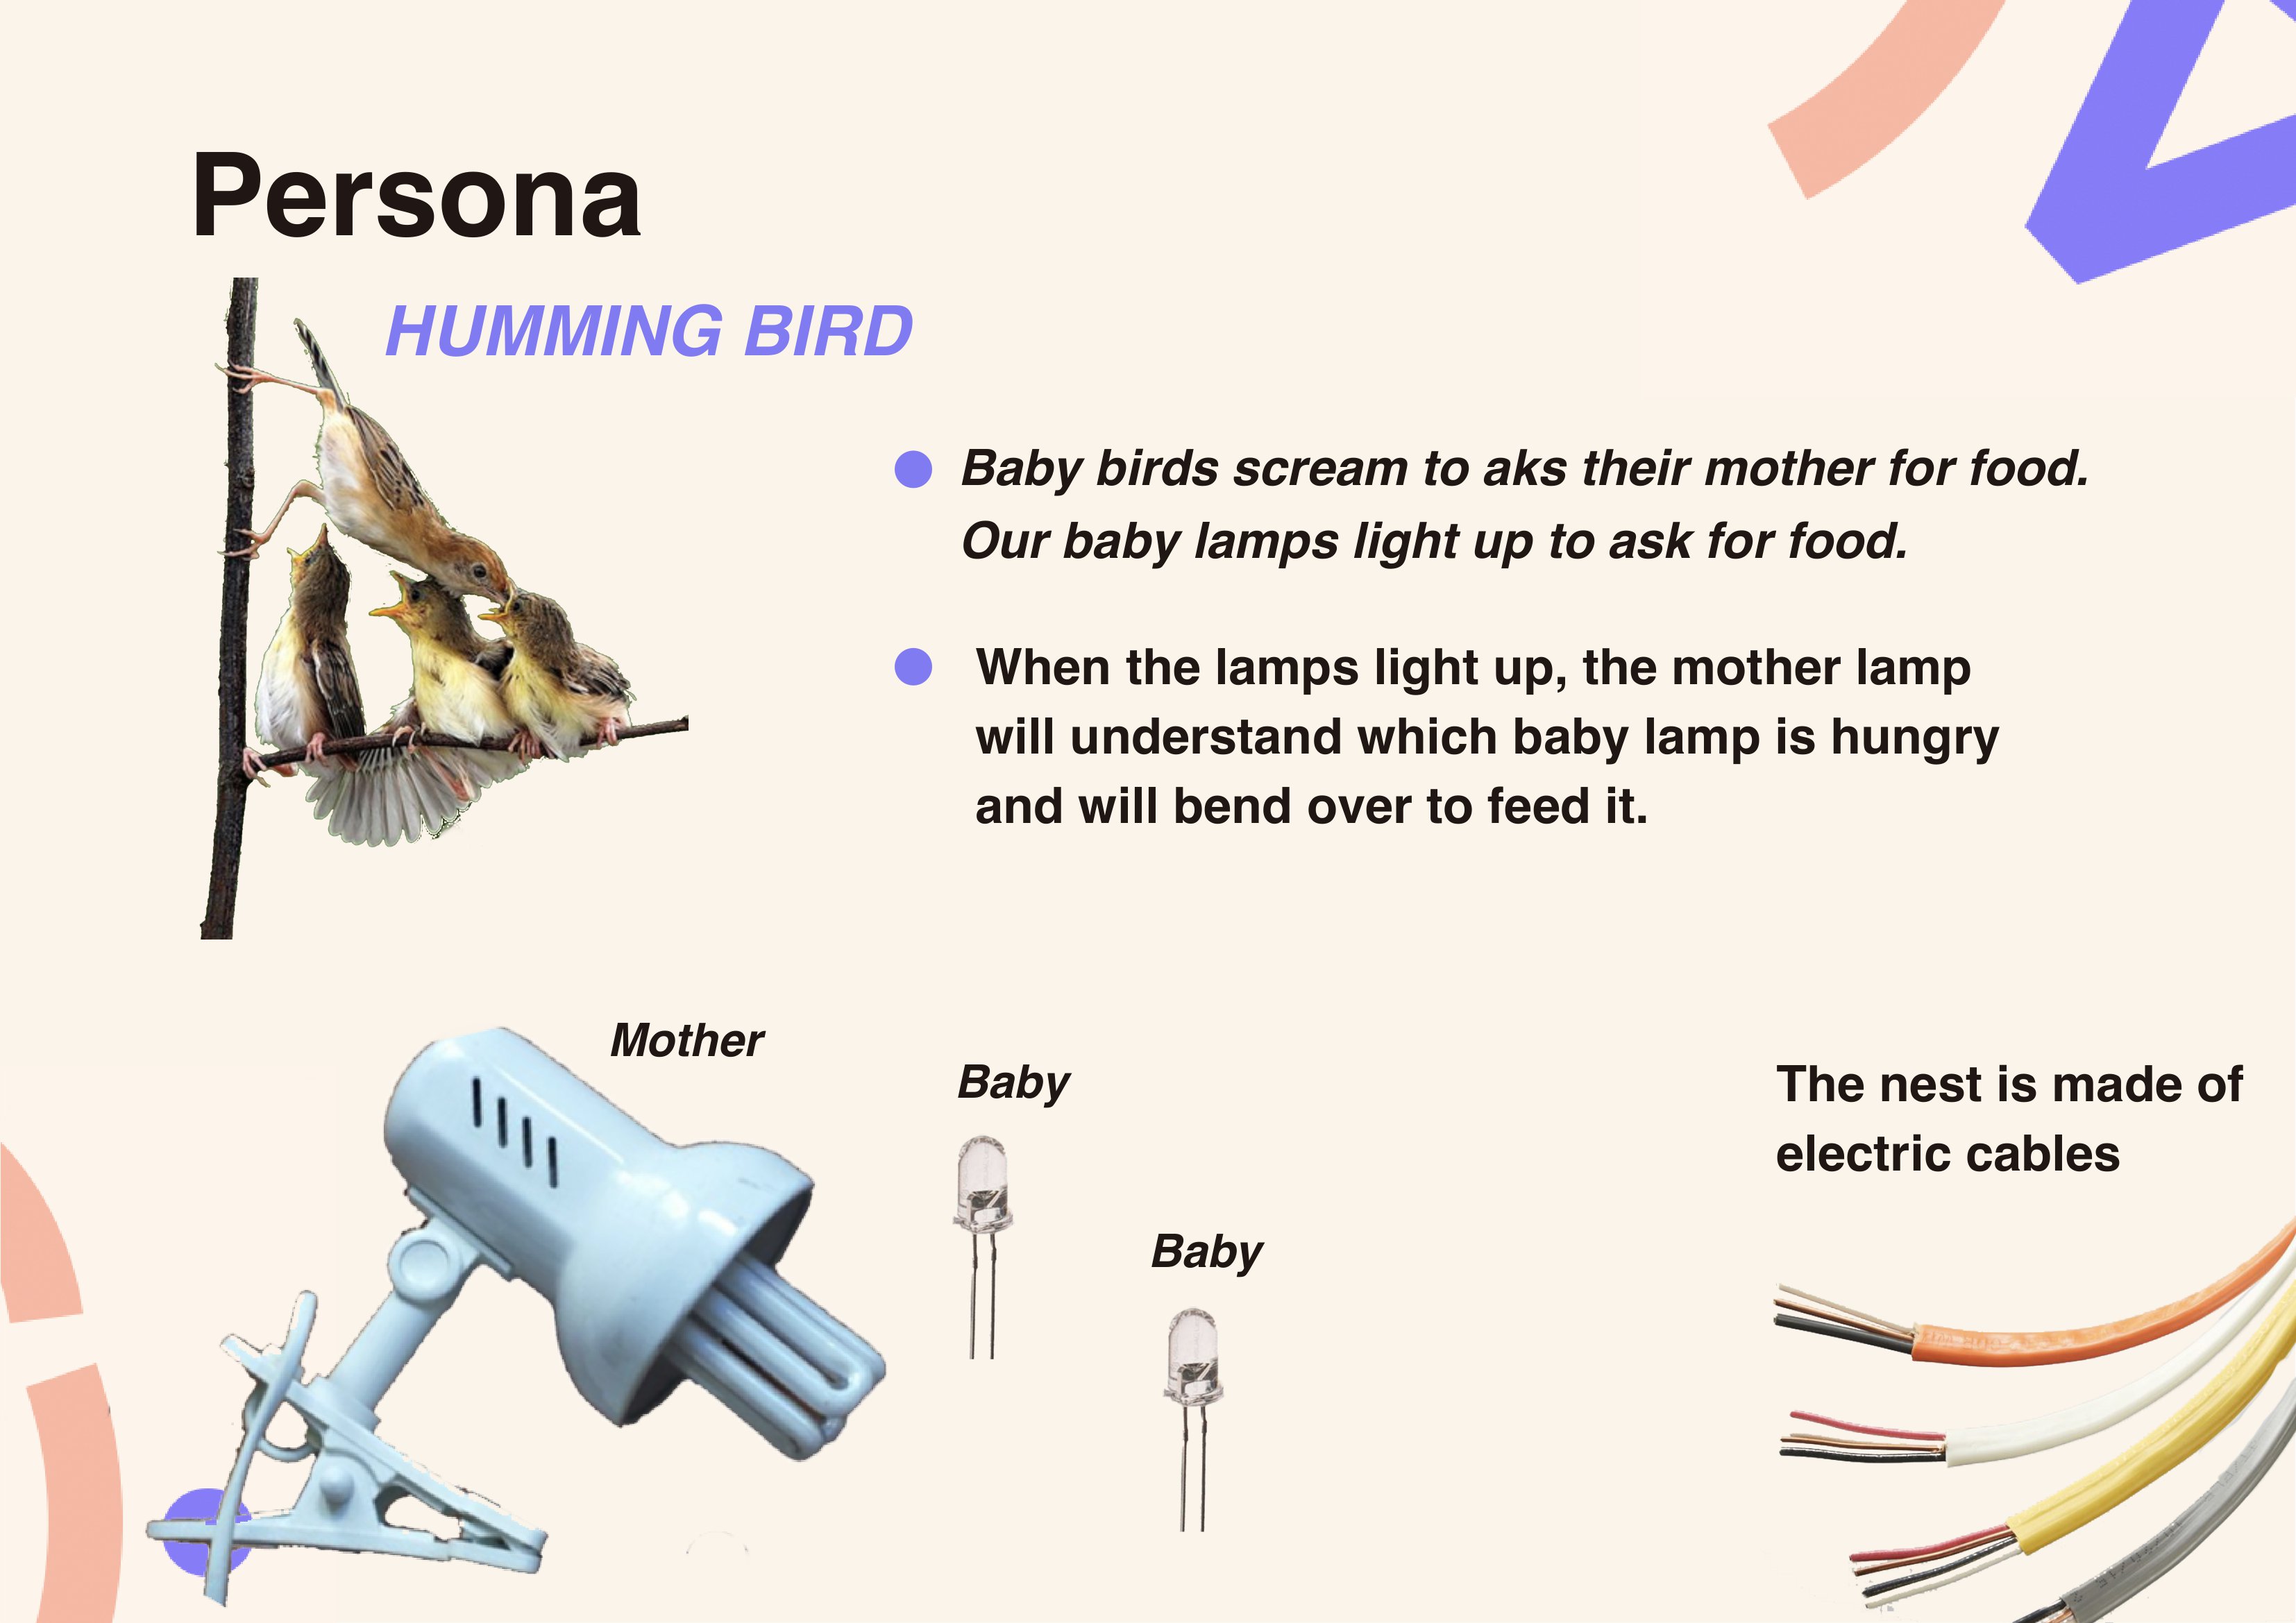 Persona
HUMMING BIRD
Baby birds scream to aks their mother for food.
Our baby lamps light up to ask for food.
When the lamps light up, the mother lamp
will understand which baby lamp is hungry
and will bend over to feed it.
Mother
Baby
Baby
The nest is made of
electric cables